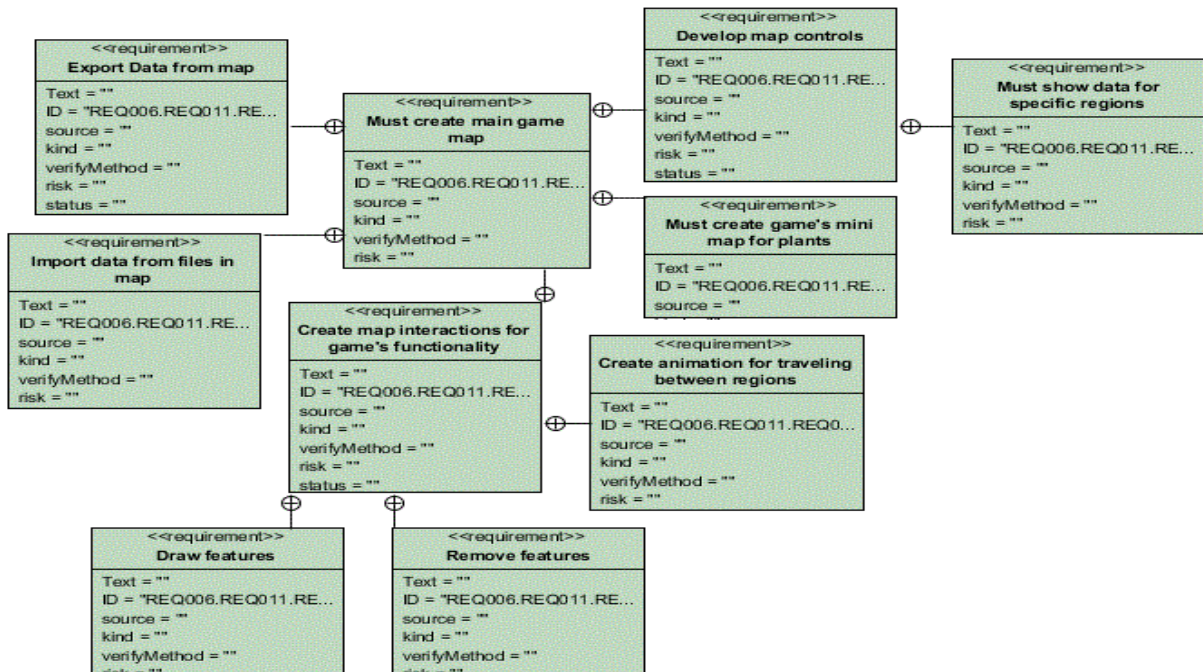 <<requirement>>
Export Data from map
Text = ""
ID = "REQ006.REQ011.RE...
source = ""
kind = ""
verifyMethod = ""
risk = ""
status = ""
<<requirement>>
Import data from files in
map
Text = ""
ID = "REQ006.REQ011.RE...
source = ""
kind = ""
verifyMethod = ""
risk = ""
<<requirement>>
Must create main game
map
Text = ""
ID = "REQ006.REQ011.RE...
source = ""
kind = ""
verifyMethod = ""
risk = ""
<<requirement>>
Develop map controls
Text = ""
ID = "REQ006.REQ011.RE...
source = ""
kind = ""
verifyMethod = ""
risk = ""
status = ""
<<requirement>>
Must show data for
specific regions
Text = ""
ID = "REQ006.REQ011.RE...
source = ""
kind = ""
verifyMethod = ""
risk = ""
<<requirement>>
Must create game's mini
map for plants
Text = ""
ID = "REQ006.REQ011.RE...
source = ""
<<requirement>>
Create map interactions for
game's functionality
Text = ""
ID = "REQ006.REQ011.RE...
source = ""
kind = ""
verifyMethod = ""
risk = ""
status = ""
<<requirement>>
Create animation for traveling
between regions
Text = ""
ID = "REQ006.REQ011.REQ0...
source = ""
kind = ""
verifyMethod = ""
risk = ""
<<requirement>>
Draw features
Text = ""
ID = "REQ006.REQ011.RE...
source = ""
kind = ""
verifyMethod = ""
<<requirement>>
Remove features
Text = ""
ID = "REQ006.REQ011.RE...
source = ""
kind = ""
verifyMethod = ""